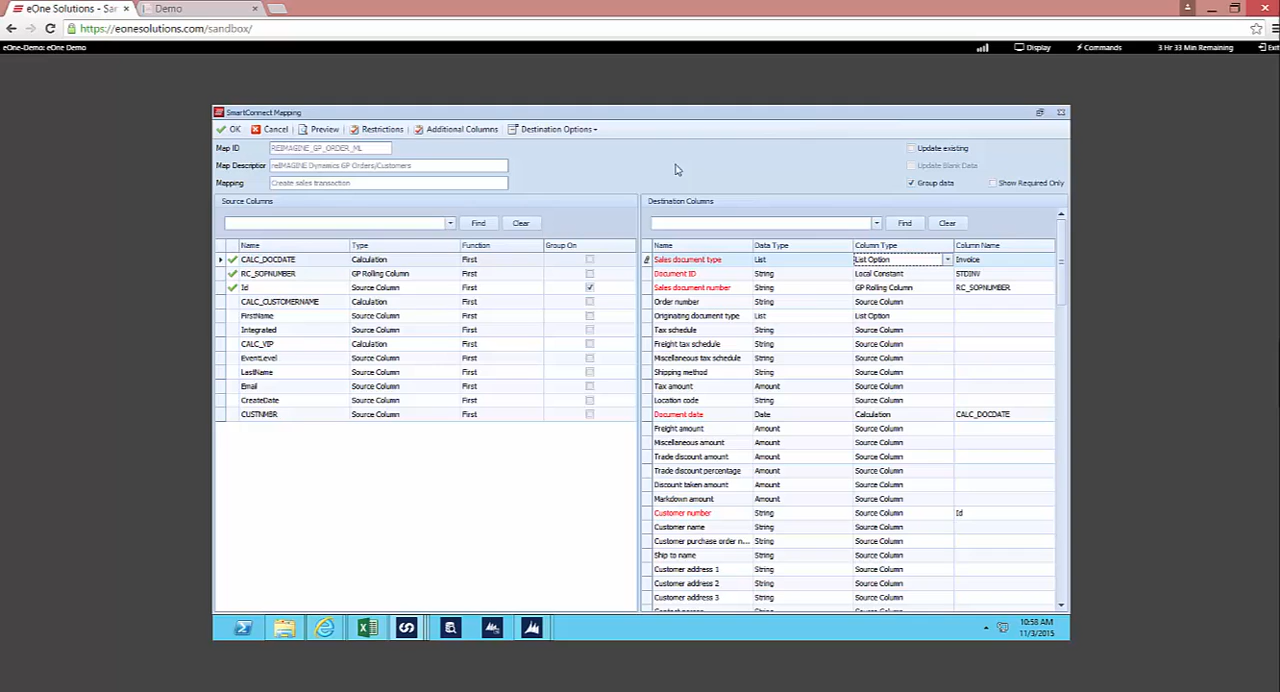 eOne Solutions - Sa
Demo
https://eonesolutions.com/sandbox/
eOne-Demo: eOne Demo
Display
Commands
3 Hr 33 Min Remaining
SmartConnect Mapping
OK
Cancel
Preview
Restrictions
Additional Columns
Destination Options
Map ID
REIMAGINE_GP_ORDER_ML
Update existing
Map Description
reIMAGINE Dynamics GP Orders/Customers
Update Blank Data
Mapping
Create sales transaction
Group data
Show Required Only
Source Columns
Destination Columns
Find
Clear
Find
Clear
Name Type Function Group On
CALC_DOCDATE Calculation First
RC_SOPNUMBER GP Rolling Column First
Id Source Column First
CALC_CUSTOMERNAME Calculation First
FirstName Source Column First
Integrated Source Column First
CALC_VIP Calculation First
EventLevel Source Column First
LastName Source Column First
Email Source Column First
CreateDate Source Column First
CUSTNMBR Source Column First
Name Data Type Column Type Column Name
Sales document type List List Option Invoice
Document ID String Local Constant STDINV
Sales document number String GP Rolling Column RC_SOPNUMBER
Order number String Source Column
Originating document type List List Option
Tax schedule String Source Column
Freight tax schedule String Source Column
Miscellaneous tax schedule String Source Column
Shipping method String Source Column
Tax amount Amount Source Column
Location code String Source Column
Document date Date Calculation CALC_DOCDATE
Freight amount Amount Source Column
Miscellaneous amount Amount Source Column
Trade discount amount Amount Source Column
Trade discount percentage Amount Source Column
Discount taken amount Amount Source Column
Markdown amount Amount Source Column
Customer number String Source Column Id
Customer name String Source Column
Customer purchase order n... String Source Column
Ship to name String Source Column
Customer address 1 String Source Column
Customer address 2 String Source Column
Customer address 3 String Source Column
10:58 AM
11/3/2015